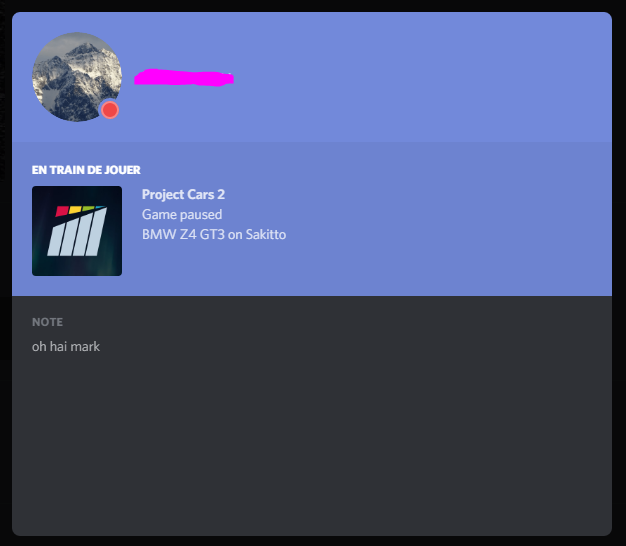 EN TRAIN DE JOUER
Project Cars 2
Game paused
BMW Z4 GT3 on Sakitto
NOTE
oh hai mark